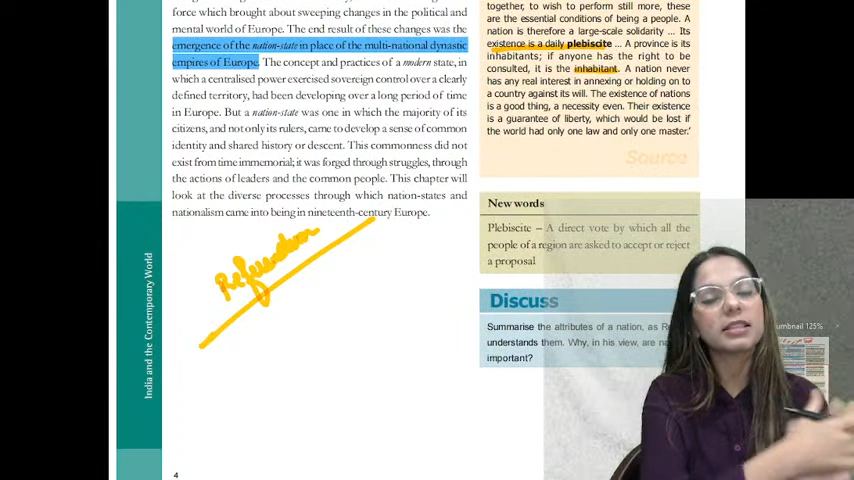 force which brought about sweeping changes in the political and
mental world of Europe. The end result of these changes was the
emergence of the nation-state in place of the multi-national dynastic
empires of Europe. The concept and practices of a modern state, in
which a centralised power exercised sovereign control over a clearly
defined territory, had been developing over a long period of time
in Europe. But a nation-state was one in which the majority of its
citizens, and not only its rulers, came to develop a sense of common
identity and shared history or descent. This commonness did not
exist from time immemorial; it was forged through struggles, through
the actions of leaders and the common people. This chapter will
look at the diverse processes through which nation-states and
nationalism came into being in nineteenth-century Europe.
India and the Contemporary World
4
together, to wish to perform still more, these
are the essential conditions of being a people. A
nation is therefore a large-scale solidarity ... Its
existence is a daily plebiscite ... A province is its
inhabitants; if anyone has the right to be
consulted, it is the inhabitant. A nation never
has any real interest in annexing or holding on to
a country against its will. The existence of nations
is a good thing, a necessity even. Their existence
is a guarantee of liberty, which would be lost if
the world had only one law and only one master.'
Source
New words
Plebiscite – A direct vote by which all the
people of a region are asked to accept or reject
a proposal
Discuss
Summarise the attributes of a nation, as
understands them. Why, in his view, are
important?
umbnail 125%